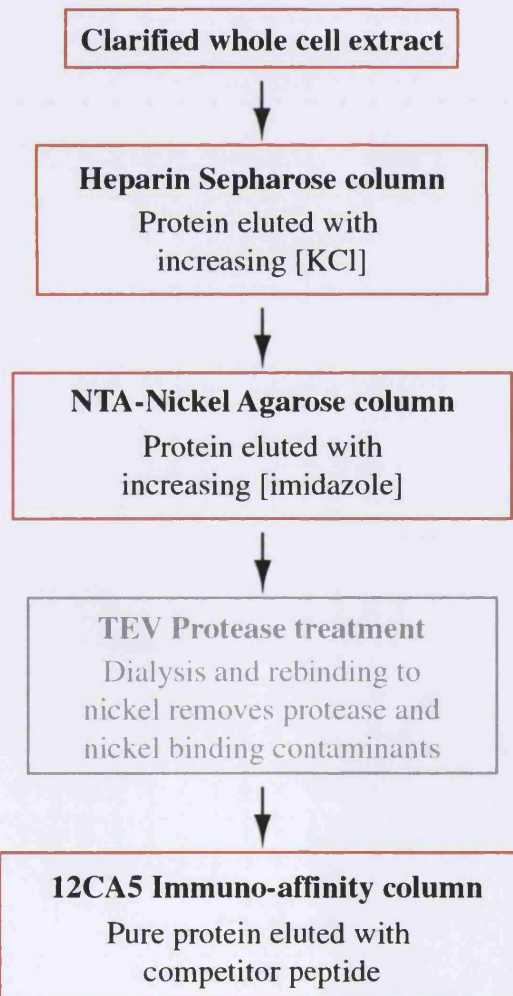 Clarified whole cell extract
Heparin Sepharose column
Protein eluted with
increasing [KCl]
NTA-Nickel Agarose column
Protein eluted with
increasing [imidazole]
TEV Protease treatment
Dialysis and rebinding to
nickel removes protease and
nickel binding contaminants
12CA5 Immuno-affinity column
Pure protein eluted with
competitor peptide